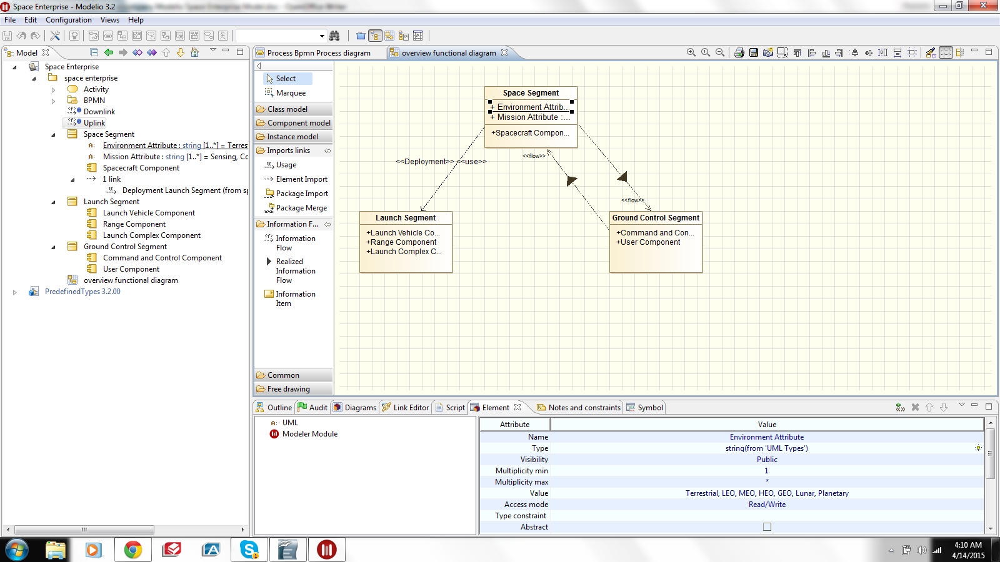 Space Enterprise - Modelio 3.2
File Edit Configuration Views Help
Model
Process Bpmn Process diagram
overview functional diagram
Space Enterprise
space enterprise
Activity
BPMN
Downlink
Uplink
Space Segment
Environment Attribute : string [1..*] = Terres
Mission Attribute : string [1..*] = Sensing, Co
Spacecraft Component
1 link
Deployment Launch Segment (from sp
Launch Segment
Launch Vehicle Component
Range Component
Launch Complex Component
Ground Control Segment
Command and Control Component
User Component
overview functional diagram
PredefinedTypes 3.2.00
Select
Marquee
Class model
Component model
Instance model
Imports links
Usage
Element Import
Package Import
Package Merge
Information F...
Information
Flow
Realized
Information
Flow
Information
Item
Common
Free drawing
Space Segment
+ Environment Attrib...
+ Mission Attribute :...
+Spacecraft Compon...
<<flow>>
<<Deployment>> <<use>>
<<flow>>
Launch Segment
+Launch Vehicle Co...
+Range Component
+Launch Complex C...
Ground Control Segment
+Command and Con...
+User Component
Outline Audit Diagrams Link Editor Script Element Notes and constraints Symbol
UML
Modeler Module
Attribute Value
Name Environment Attribute
Type string(from 'UML Types')
Visibility Public
Multiplicity min 1
Multiplicity max *
Value Terrestrial, LEO, MEO, HEO, GEO, Lunar, Planetary
Access mode Read/Write
Type constraint
Abstract
4:10 AM
4/14/2015